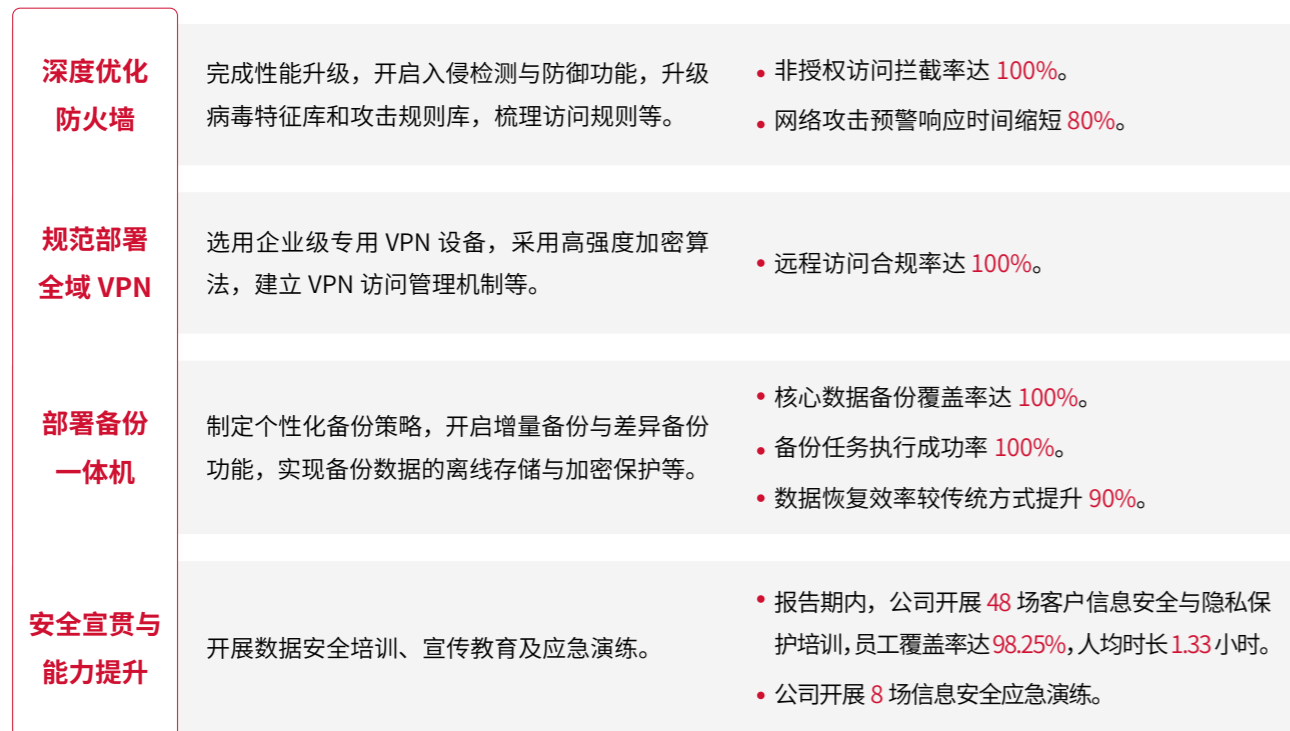 深度优化
防火墙
完成性能升级，开启入侵检测与防御功能，升级
病毒特征库和攻击规则库，梳理访问规则等。
• 非授权访问拦截率达 100%。
• 网络攻击预警响应时间缩短 80%。
规范部署
全域 VPN
选用企业级专用 VPN 设备，采用高强度加密算
法，建立 VPN 访问管理机制等。
• 远程访问合规率达 100%。
部署备份
一体机
制定个性化备份策略，开启增量备份与差异备份
功能，实现备份数据的离线存储与加密保护等。
• 核心数据备份覆盖率达 100%。
• 备份任务执行成功率 100%。
• 数据恢复效率较传统方式提升 90%。
安全宣贯与
能力提升
开展数据安全培训、宣传教育及应急演练。
• 报告期内，公司开展 48 场客户信息安全与隐私保
护培训，员工覆盖率达 98.25%，人均时长 1.33 小时。
• 公司开展 8 场信息安全应急演练。